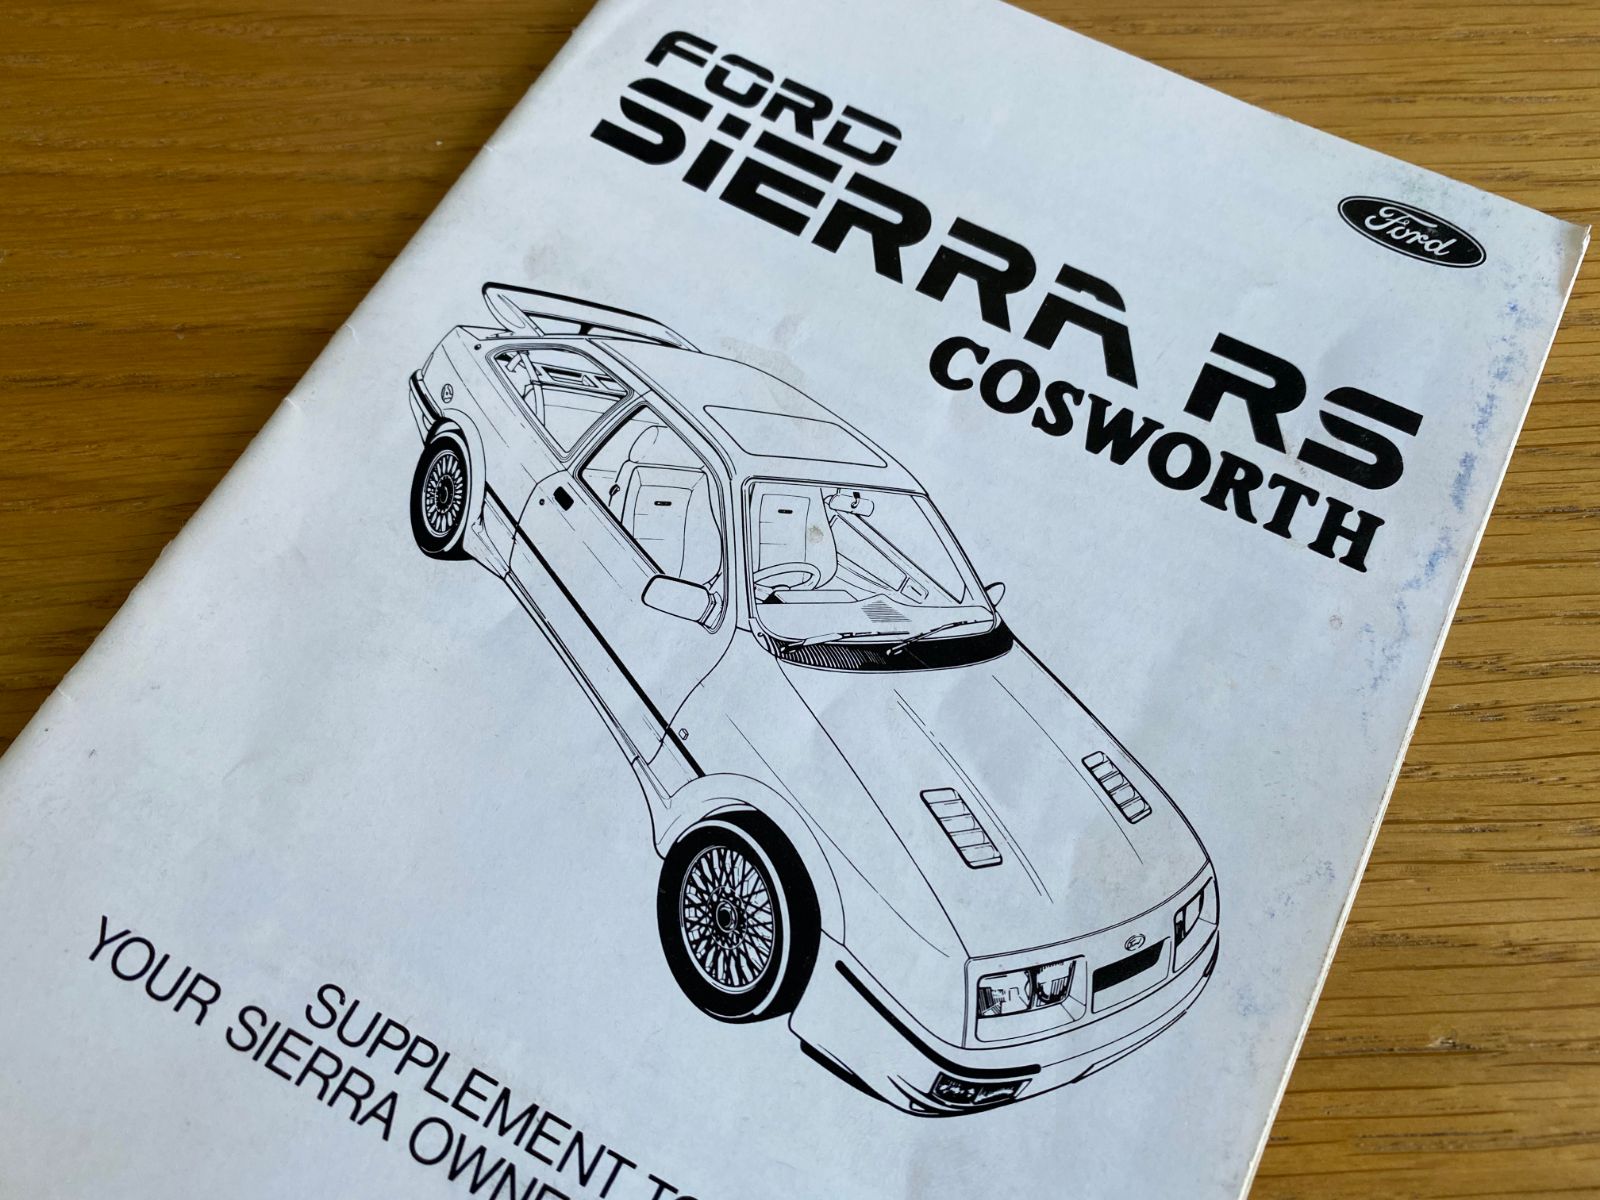 FORD
SIERRA RS
COSWORTH
Ford
SUPPLEMENT TO
YOUR SIERRA OWNE